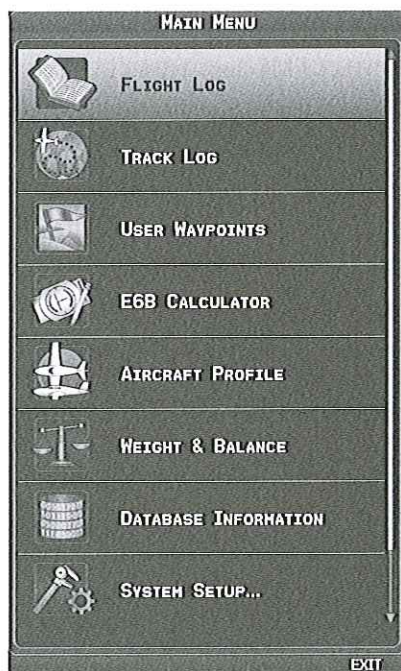 MAIN MENU
FLIGHT LOG
TRACK LOG
USER WAYPOINTS
E6B CALCULATOR
AIRCRAFT PROFILE
WEIGHT & BALANCE
DATABASE INFORMATION
SYSTEM SETUP...
EXIT